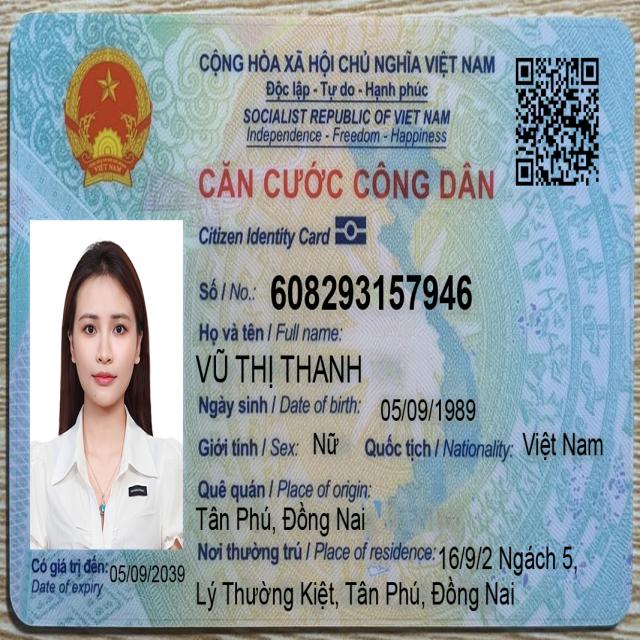 CỘNG HÒA XÃ HỘI CHỦ NGHĨA VIỆT NAM
Độc lập - Tự do - Hạnh phúc
SOCIALIST REPUBLIC OF VIET NAM
Independence - Freedom - Happiness
CĂN CƯỚC CÔNG DÂN
Citizen Identity Card
Số / No.: 608293157946
Họ và tên / Full name:
VŨ THỊ THANH
Ngày sinh / Date of birth: 05/09/1989
Giới tính / Sex: Nữ Quốc tịch / Nationality: Việt Nam
Quê quán / Place of origin:
Tân Phú, Đồng Nai
Nơi thường trú / Place of residence: 16/9/2 Ngách 5,
Lý Thường Kiệt, Tân Phú, Đồng Nai
Có giá trị đến: 05/09/2039
Date of expiry
VIỆT NAM